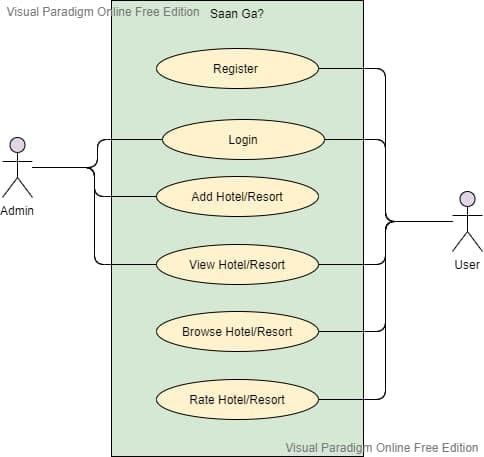 Visual Paradigm Online Free Edition
Saan Ga?
Register
Login
Admin
Add Hotel/Resort
View Hotel/Resort
User
Browse Hotel/Resort
Rate Hotel/Resort
Visual Paradigm Online Free Edition